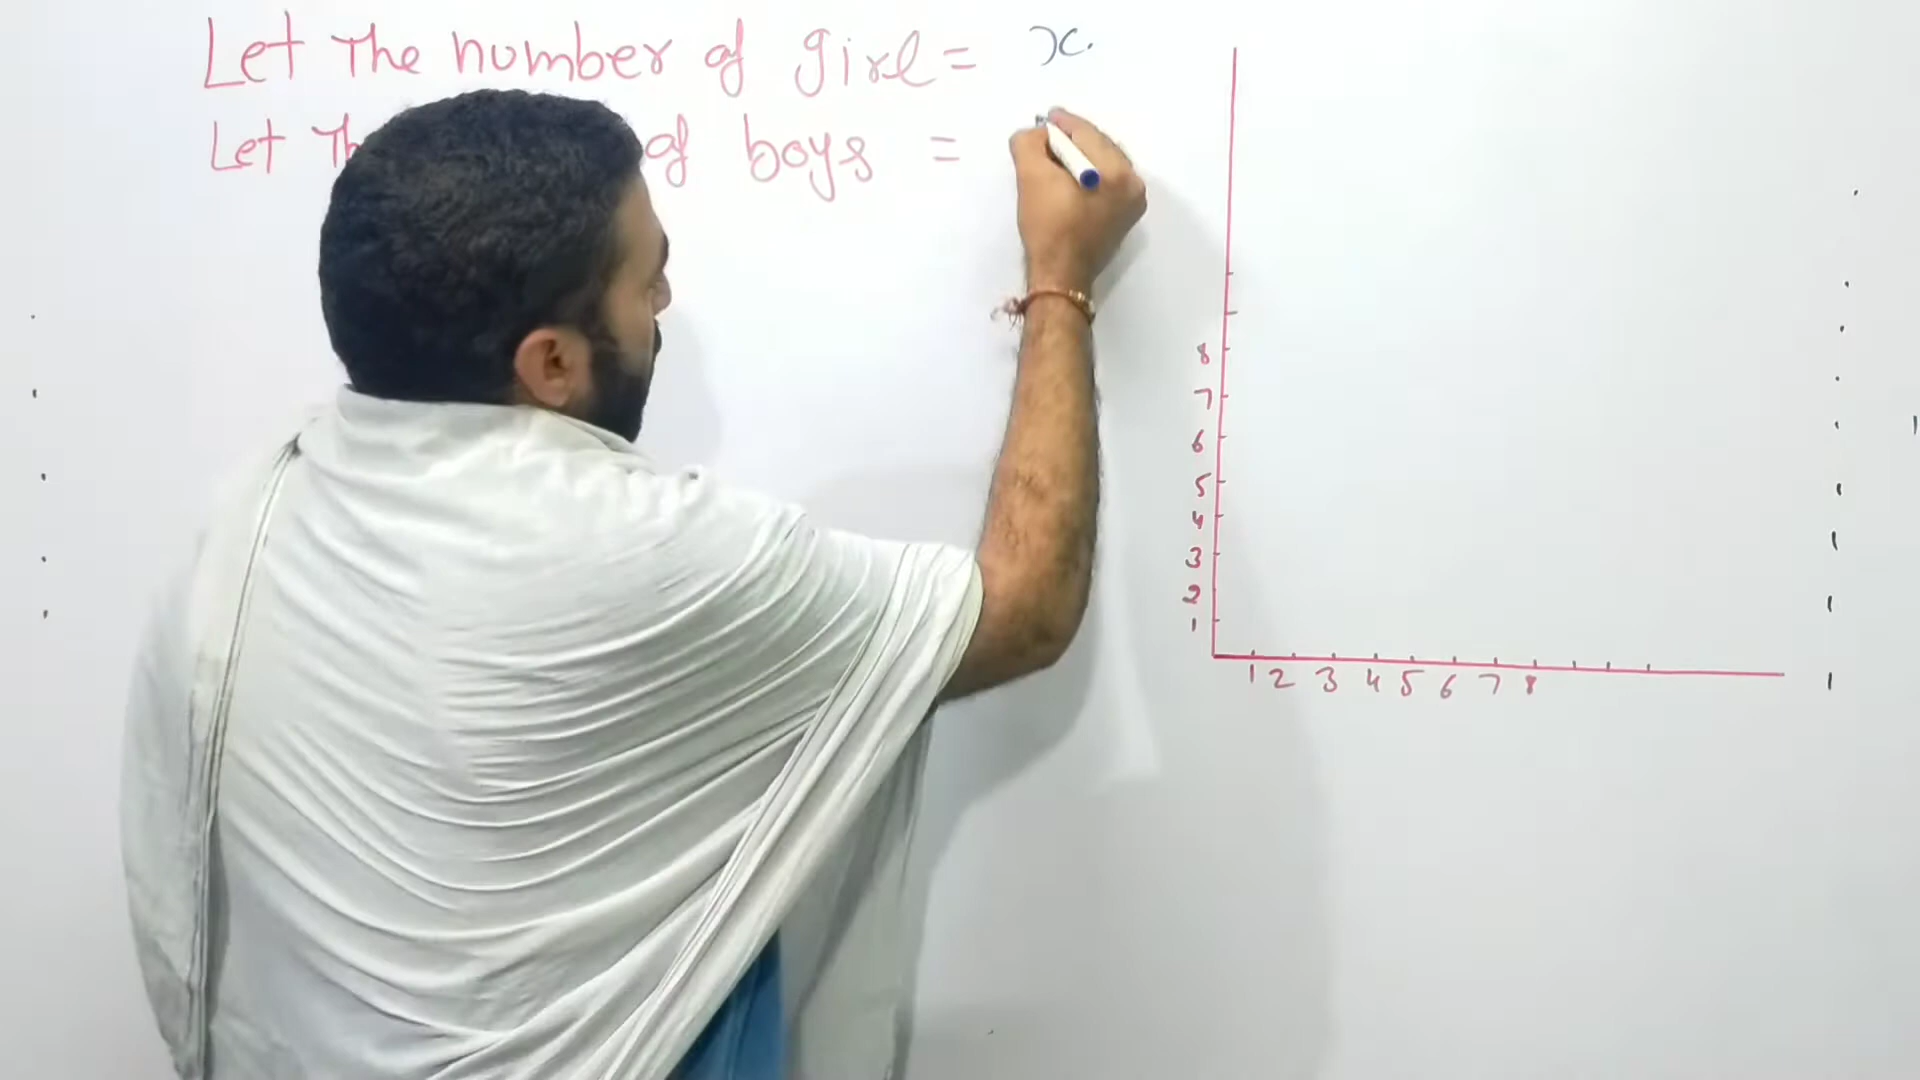 Let The number of girl = x.
Let of boys =
8
7
6
5
4
3
2
1
1 2 3 4 5 6 7 8